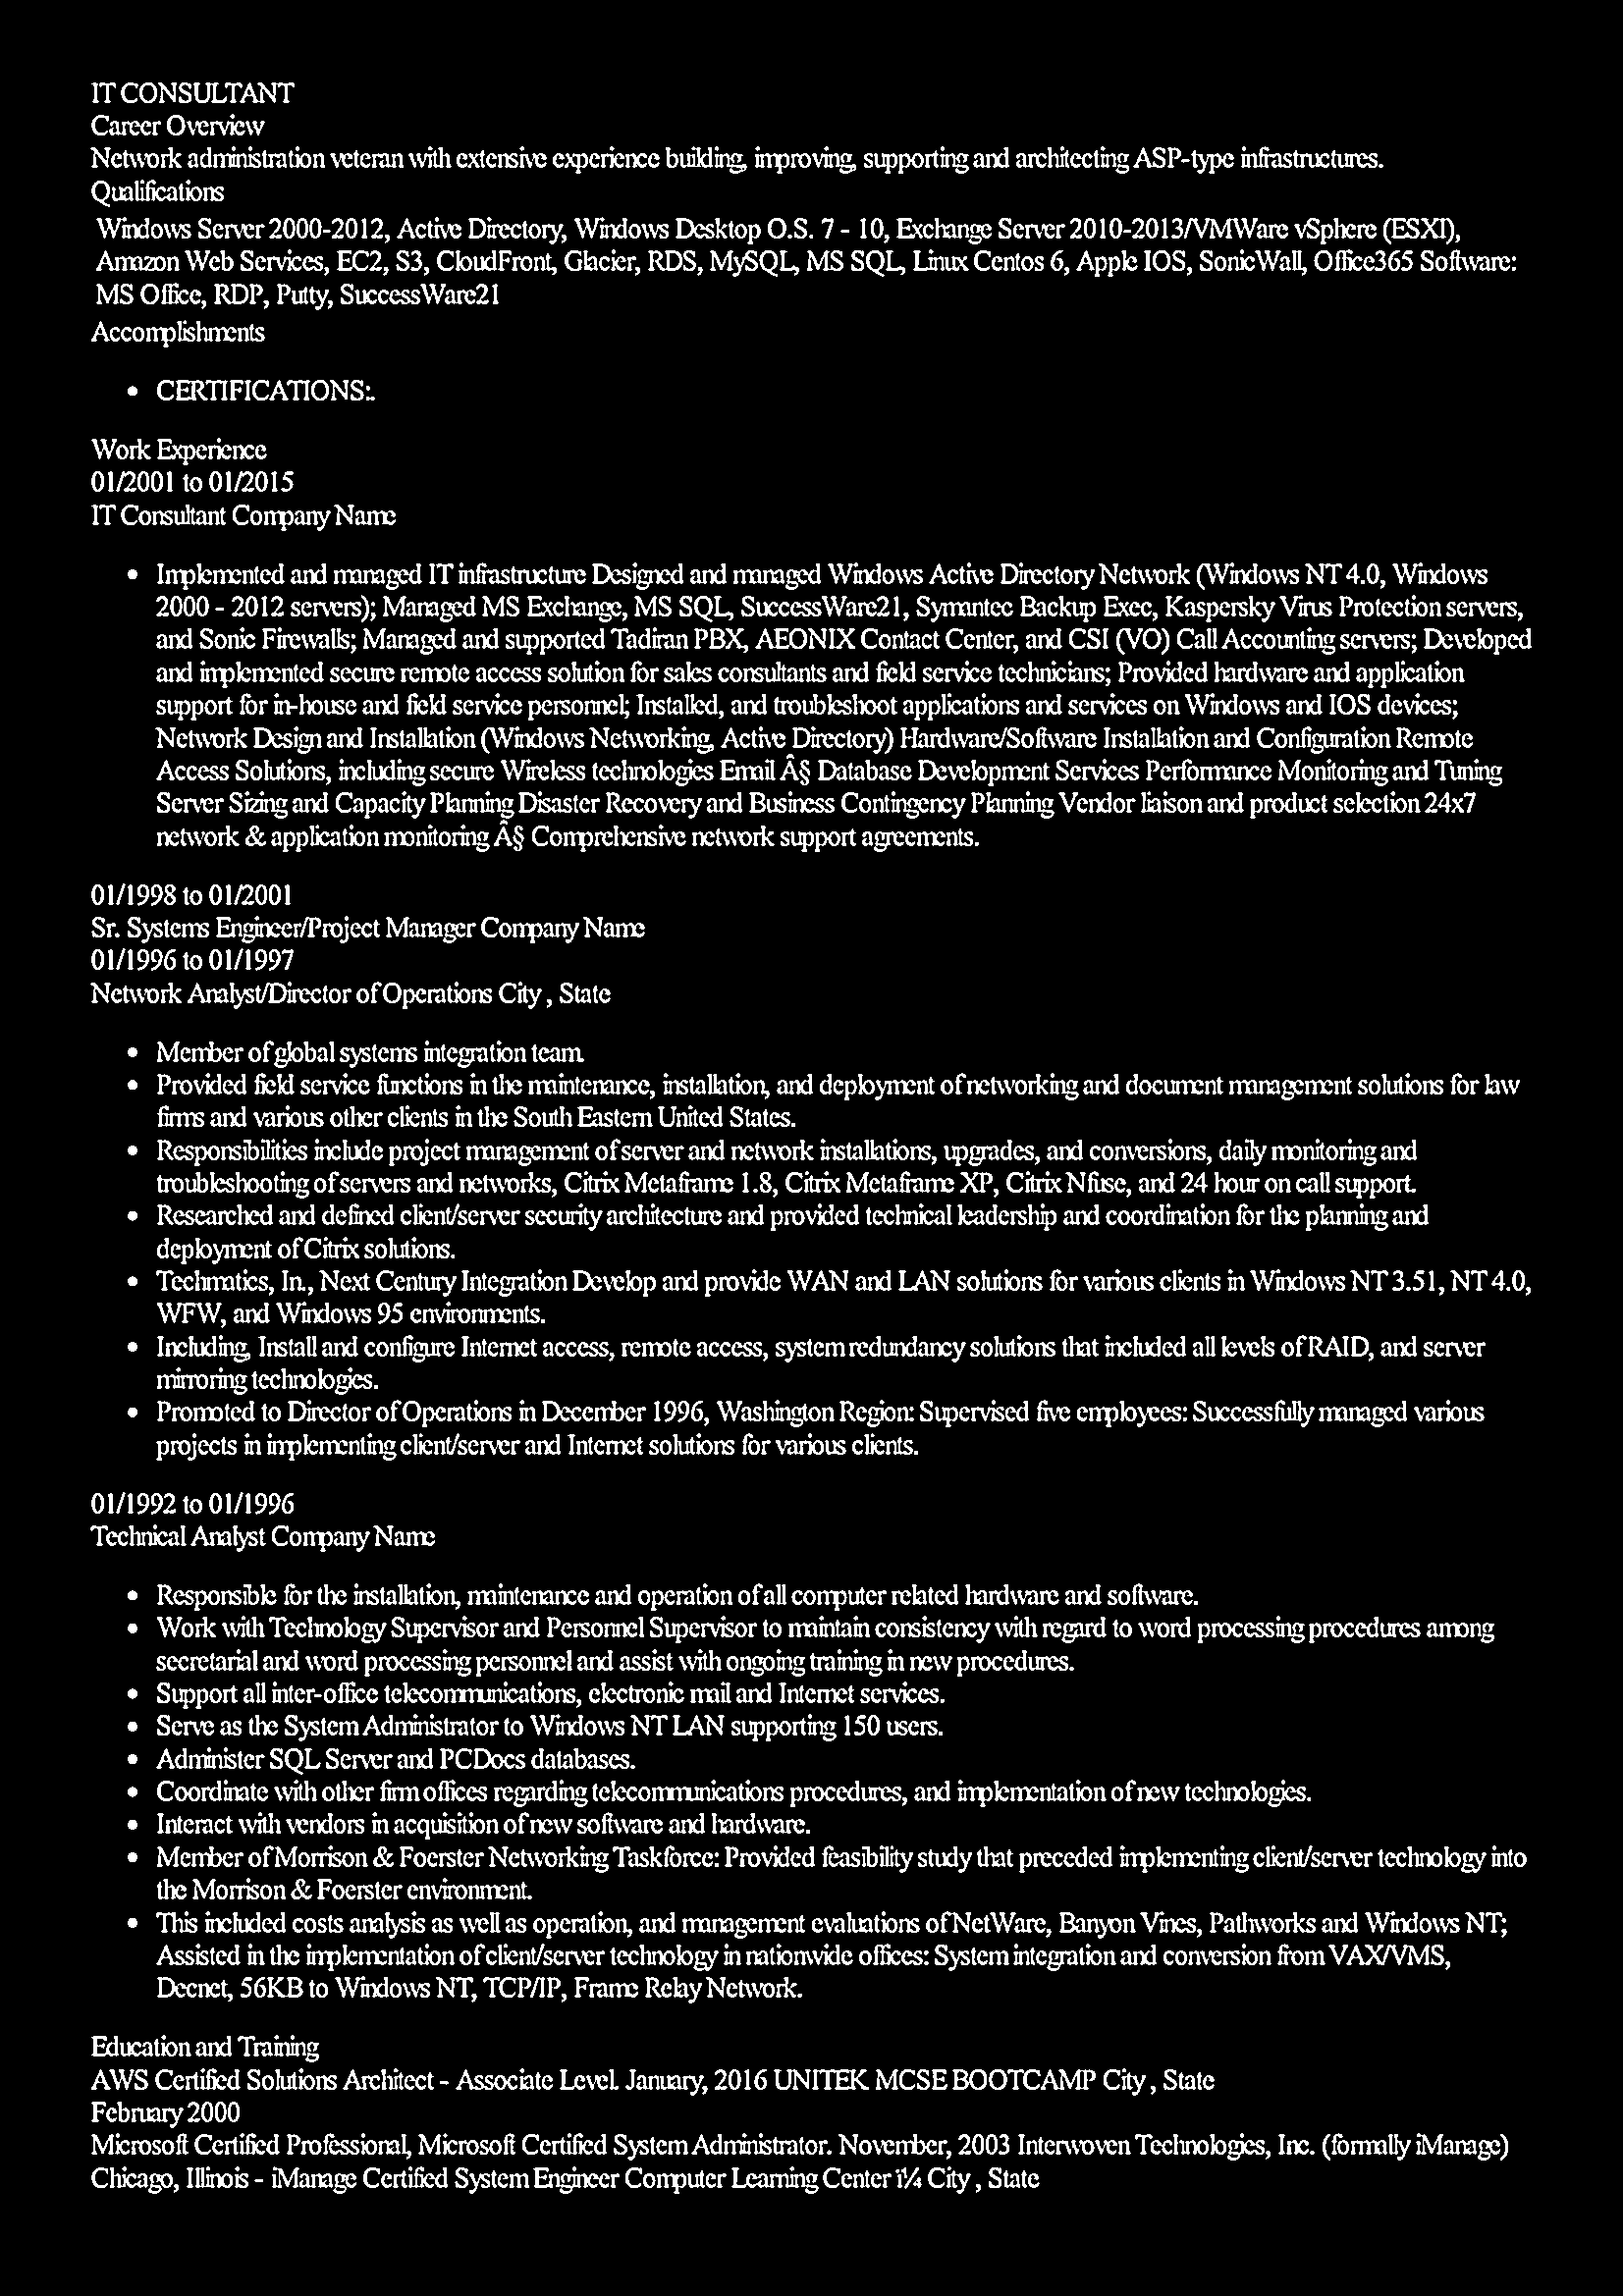 IT CONSULTANT
Career Overview
Network administration veteran with extensive experience building, improving, supporting and architecting ASP-type infrastructures.
Qualifications
Windows Server 2000-2012, Active Directory, Windows Desktop O.S. 7 - 10, Exchange Server 2010-2013/VMWare vSphere (ESXI),
Amazon Web Services, EC2, S3, CloudFront, Glacier, RDS, MySQL, MS SQL, Linux Centos 6, Apple IOS, SonicWall, Office365 Software:
MS Office, RDP, Putty, SuccessWare21
Accomplishments
• CERTIFICATIONS:.
Work Experience
01/2001 to 01/2015
IT Consultant Company Name
• Implemented and managed IT infrastructure Designed and managed Windows Active Directory Network (Windows NT 4.0, Windows
2000 - 2012 servers); Managed MS Exchange, MS SQL, SuccessWare21, Symantec Backup Exec, Kaspersky Virus Protection servers,
and Sonic Firewalls; Managed and supported Tadiran PBX, AEONIX Contact Center, and CSI (VO) Call Accounting servers; Developed
and implemented secure remote access solution for sales consultants and field service technicians; Provided hardware and application
support for in-house and field service personnel; Installed, and troubleshoot applications and services on Windows and IOS devices;
Network Design and Installation (Windows Networking, Active Directory) Hardware/Software Installation and Configuration Remote
Access Solutions, including secure Wireless technologies Email Â§ Database Development Services Performance Monitoring and Tuning
Server Sizing and Capacity Planning Disaster Recovery and Business Contingency Planning Vendor liaison and product selection 24x7
network & application monitoring Â§ Comprehensive network support agreements.
01/1998 to 01/2001
Sr. Systems Engineer/Project Manager Company Name
01/1996 to 01/1997
Network Analyst/Director of Operations City , State
• Member of global systems integration team.
• Provided field service functions in the maintenance, installation, and deployment of networking and document management solutions for law
firms and various other clients in the South Eastern United States.
• Responsibilities include project management of server and network installations, upgrades, and conversions, daily monitoring and
troubleshooting of servers and networks, Citrix Metaframe 1.8, Citrix Metaframe XP, Citrix Nfuse, and 24 hour on call support.
• Researched and defined client/server security architecture and provided technical leadership and coordination for the planning and
deployment of Citrix solutions.
• Techmatics, In., Next Century Integration Develop and provide WAN and LAN solutions for various clients in Windows NT 3.51, NT 4.0,
WFW, and Windows 95 environments.
• Including, Install and configure Internet access, remote access, system redundancy solutions that included all levels of RAID, and server
mirroring technologies.
• Promoted to Director of Operations in December 1996, Washington Region: Supervised five employees: Successfully managed various
projects in implementing client/server and Internet solutions for various clients.
01/1992 to 01/1996
Technical Analyst Company Name
• Responsible for the installation, maintenance and operation of all computer related hardware and software.
• Work with Technology Supervisor and Personnel Supervisor to maintain consistency with regard to word processing procedures among
secretarial and word processing personnel and assist with ongoing training in new procedures.
• Support all inter-office telecommunications, electronic mail and Internet services.
• Serve as the System Administrator to Windows NT LAN supporting 150 users.
• Administer SQL Server and PCDocs databases.
• Coordinate with other firm offices regarding telecommunications procedures, and implementation of new technologies.
• Interact with vendors in acquisition of new software and hardware.
• Member of Morrison & Foerster Networking Taskforce: Provided feasibility study that preceded implementing client/server technology into
the Morrison & Foerster environment.
• This included costs analysis as well as operation, and management evaluations of NetWare, Banyon Vines, Pathworks and Windows NT;
Assisted in the implementation of client/server technology in nationwide offices: System integration and conversion from VAX/VMS,
Decnet, 56KB to Windows NT, TCP/IP, Frame Relay Network.
Education and Training
AWS Certified Solutions Architect - Associate Level. January, 2016 UNITEK MCSE BOOTCAMP City , State
February 2000
Microsoft Certified Professional, Microsoft Certified System Administrator. November, 2003 Interwoven Technologies, Inc. (formally iManage)
Chicago, Illinois - iManage Certified System Engineer Computer Learning Center ï¼ City , State